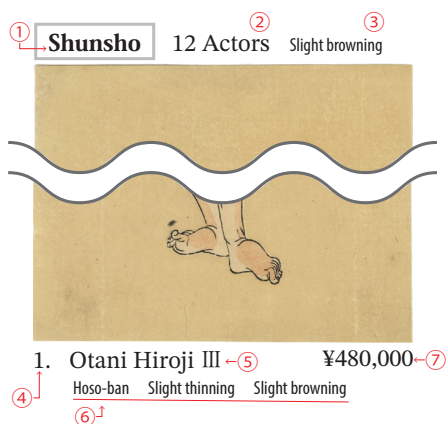 ① ② ③
Shunsho 12 Actors Slight browning
1. Otani Hiroji Ⅲ ⑤ ¥480,000 ⑦
④ Hoso-ban Slight thinning Slight browning
⑥